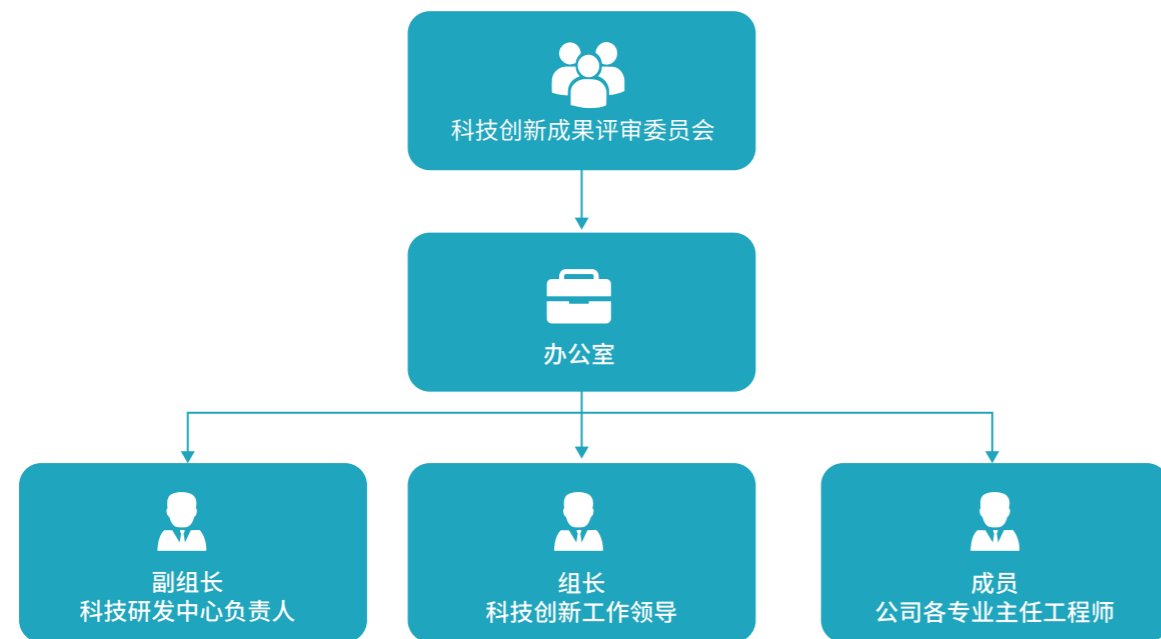 科技创新成果评审委员会
办公室
副组长
科技研发中心负责人
组长
科技创新工作领导
成员
公司各专业主任工程师